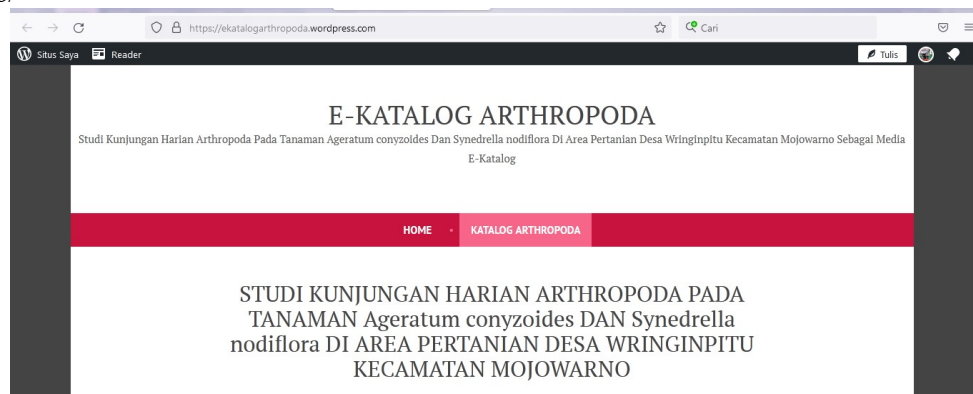 https://ekatalogarthropoda.wordpress.com
Cari
Situs Saya
Reader
Tulis
E-KATALOG ARTHROPODA
Studi Kunjungan Harian Arthropoda Pada Tanaman Ageratum conyzoides Dan Synedrella nodiflora Di Area Pertanian Desa Wringinpitu Kecamatan Mojowarno Sebagai Media
E-Katalog
HOME
KATALOG ARTHROPODA
STUDI KUNJUNGAN HARIAN ARTHROPODA PADA
TANAMAN Ageratum conyzoides DAN Synedrella
nodiflora DI AREA PERTANIAN DESA WRINGINPITU
KECAMATAN MOJOWARNO